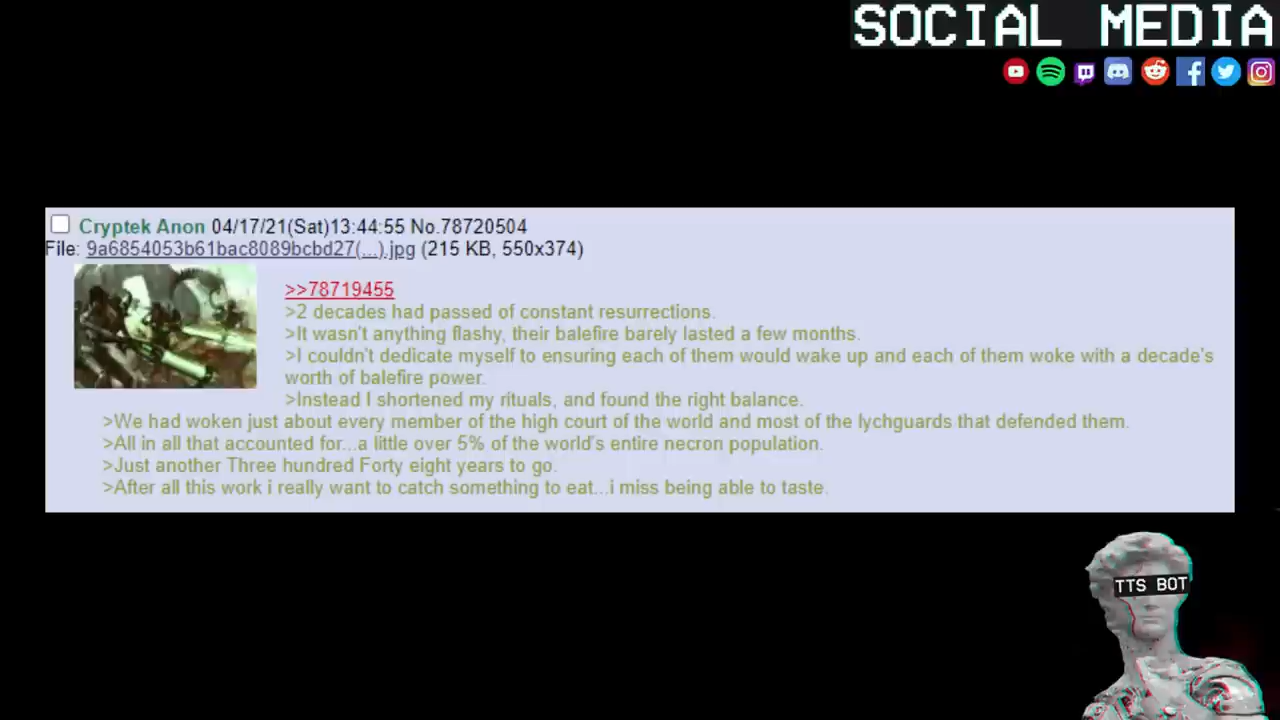 SOCIAL MEDIA
Cryptek Anon 04/17/21(Sat)13:44:55 No.78720504
File: 9a6854053b61bac8089bcbd27(...).jpg (215 KB, 550x374)
>>78719455
>2 decades had passed of constant resurrections.
>It wasn't anything flashy, their balefire barely lasted a few months.
>I couldn't dedicate myself to ensuring each of them would wake up and each of them woke with a decade's
worth of balefire power.
>Instead I shortened my rituals, and found the right balance.
>We had woken just about every member of the high court of the world and most of the lychguards that defended them.
>All in all that accounted for...a little over 5% of the world's entire necron population.
>Just another Three hundred Forty eight years to go.
>After all this work i really want to catch something to eat...i miss being able to taste.
TTS BOT